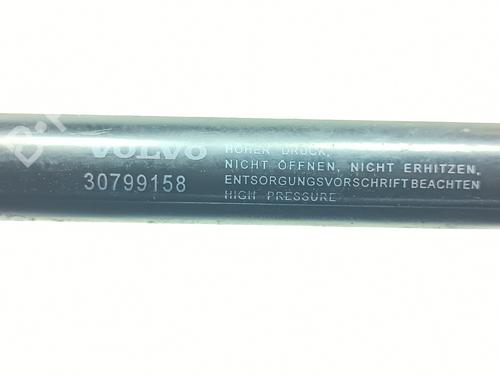 VOLVO
30799158
HOHER DRUCK.
NICHT ÖFFNEN, NICHT ERHITZEN,
ENTSORGUNGSVORSCHRIFT BEACHTEN
HIGH PRESSURE